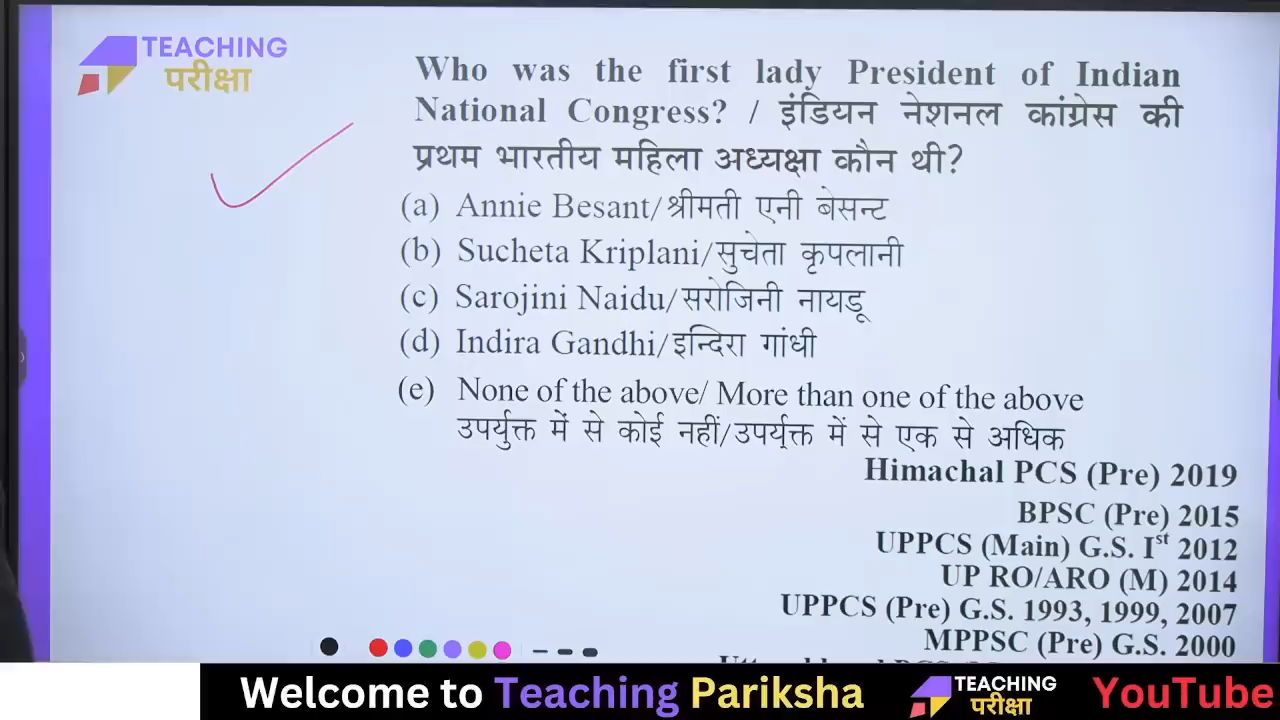 TEACHING
परीक्षा
Who was the first lady President of Indian
National Congress? / इंडियन नेशनल कांग्रेस की
प्रथम भारतीय महिला अध्यक्षा कौन थी?
(a) Annie Besant/श्रीमती एनी बेसन्ट
(b) Sucheta Kriplani/सुचेता कृपलानी
(c) Sarojini Naidu/सरोजिनी नायडू
(d) Indira Gandhi/इन्दिरा गांधी
(e) None of the above/ More than one of the above
उपर्युक्त में से कोई नहीं/उपर्युक्त में से एक से अधिक
Himachal PCS (Pre) 2019
BPSC (Pre) 2015
UPPCS (Main) G.S. Ist 2012
UP RO/ARO (M) 2014
UPPCS (Pre) G.S. 1993, 1999, 2007
MPPSC (Pre) G.S. 2000
Welcome to Teaching Pariksha
TEACHING
परीक्षा
YouTube